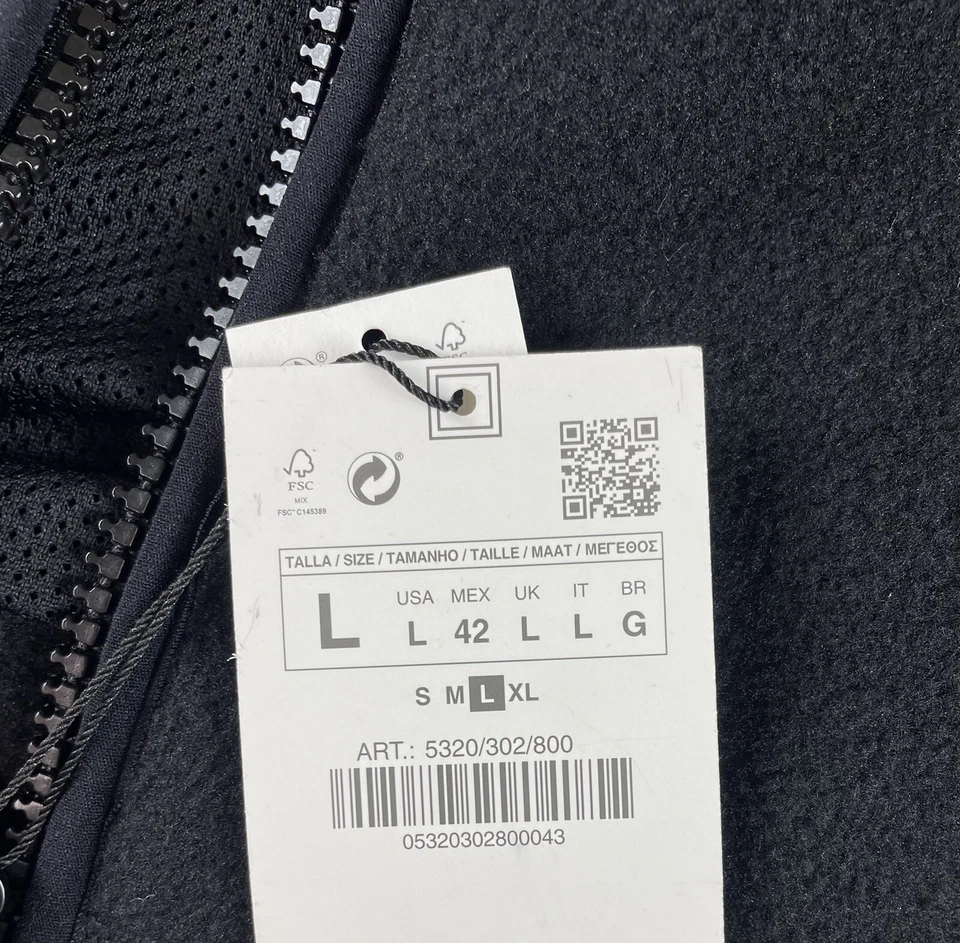 ®
FSC
FSC
MIX
FSC™ C145389
®
TALLA / SIZE / TAMANHO / TAILLE / MAAT / ΜΕΓΕΘΟΣ
L
USA MEX UK IT BR
L 42 L L G
S M L XL
ART.: 5320/302/800
05320302800043